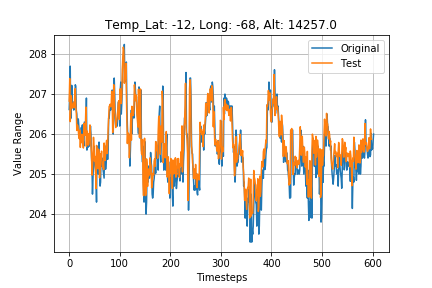 Temp_Lat: -12, Long: -68, Alt: 14257.0
Original
Test
208
207
206
205
204
Value Range
0 100 200 300 400 500 600
Timesteps